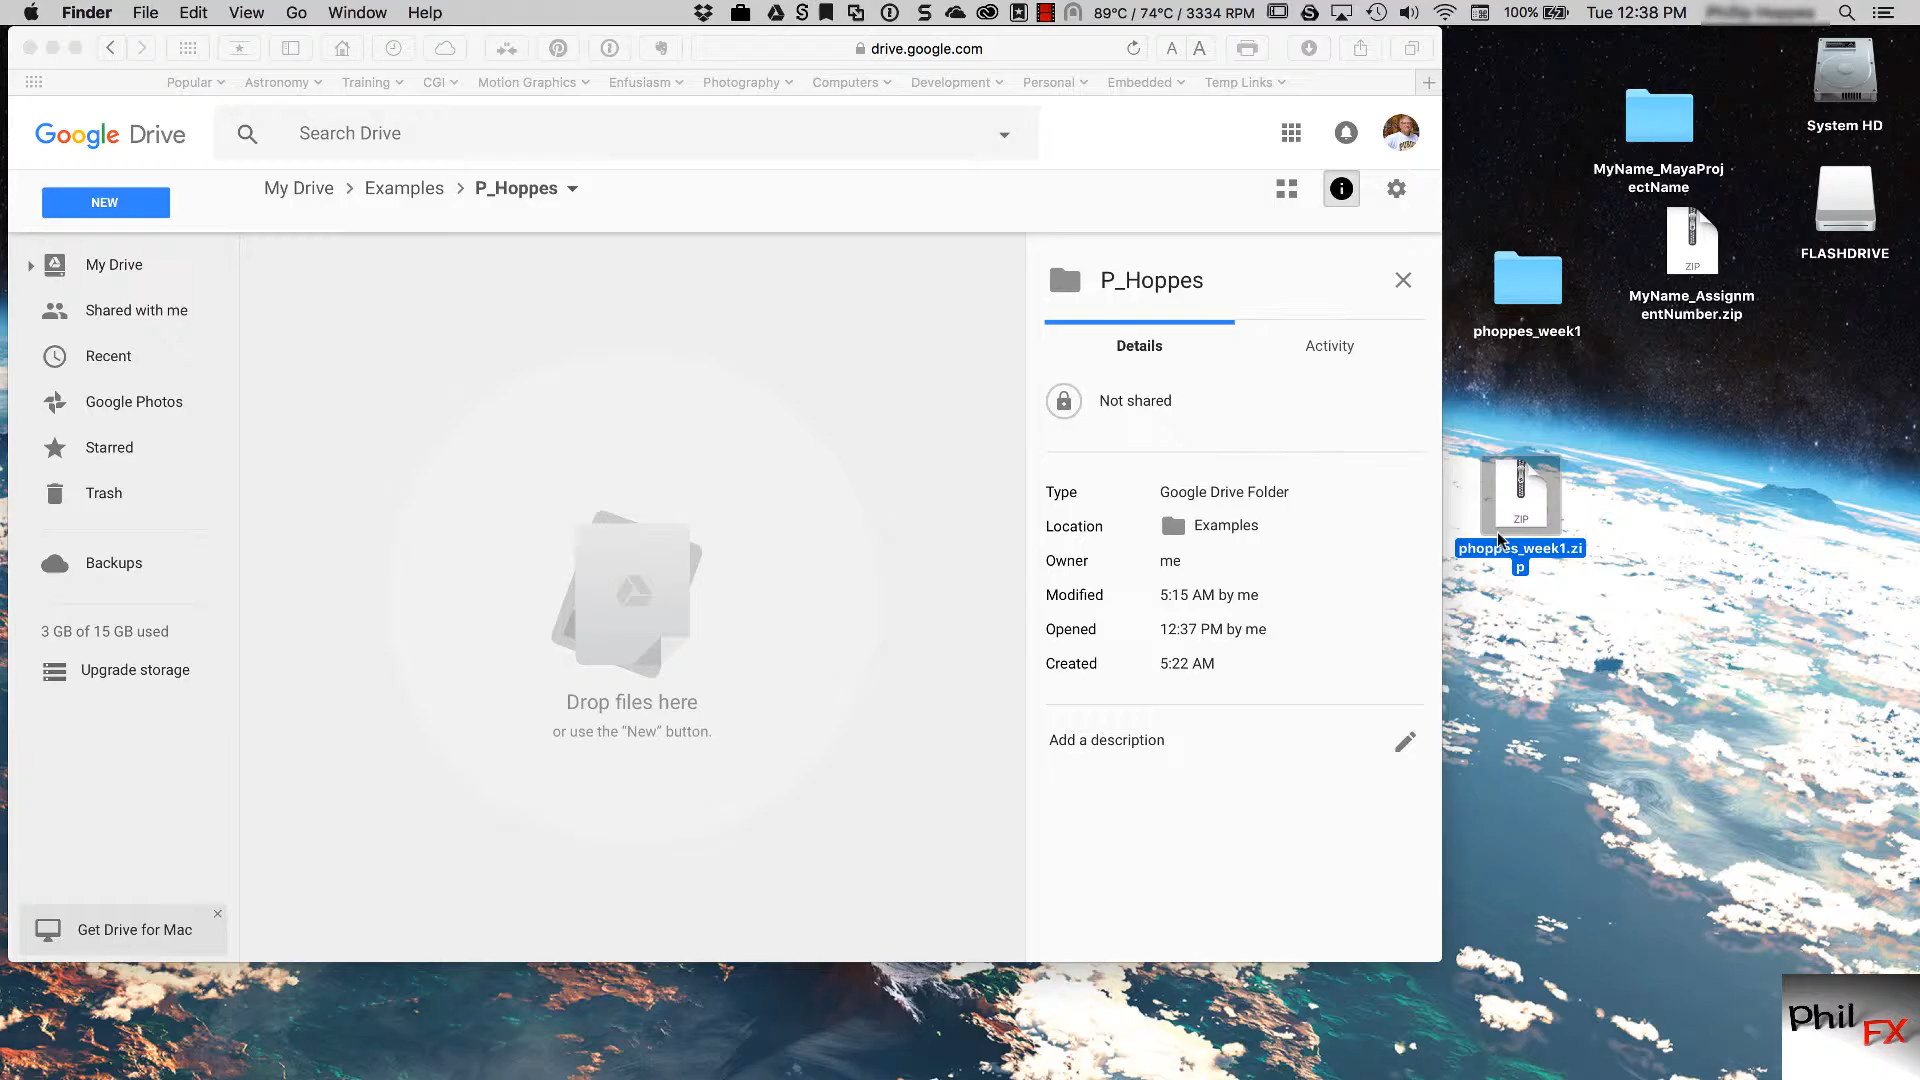 Finder File Edit View Go Window Help
89°C / 74°C / 3334 RPM 100% Tue 12:38 PM
drive.google.com
A A
Popular Astronomy Training CGI Motion Graphics Enfusiasm Photography Computers Development Personal Embedded Temp Links
Google Drive
Search Drive
NEW
My Drive > Examples > P_Hoppes
My Drive
Shared with me
Recent
Google Photos
Starred
Trash
Backups
3 GB of 15 GB used
Upgrade storage
Get Drive for Mac
Drop files here
or use the “New” button.
P_Hoppes
Details Activity
Not shared
Type Google Drive Folder
Location Examples
Owner me
Modified 5:15 AM by me
Opened 12:37 PM by me
Created 5:22 AM
Add a description
System HD
MyName_MayaProj
ectName
FLASHDRIVE
ZIP
MyName_Assignm
entNumber.zip
phoppes_week1
ZIP
phoppes_week1.zi
p
Phil
FX